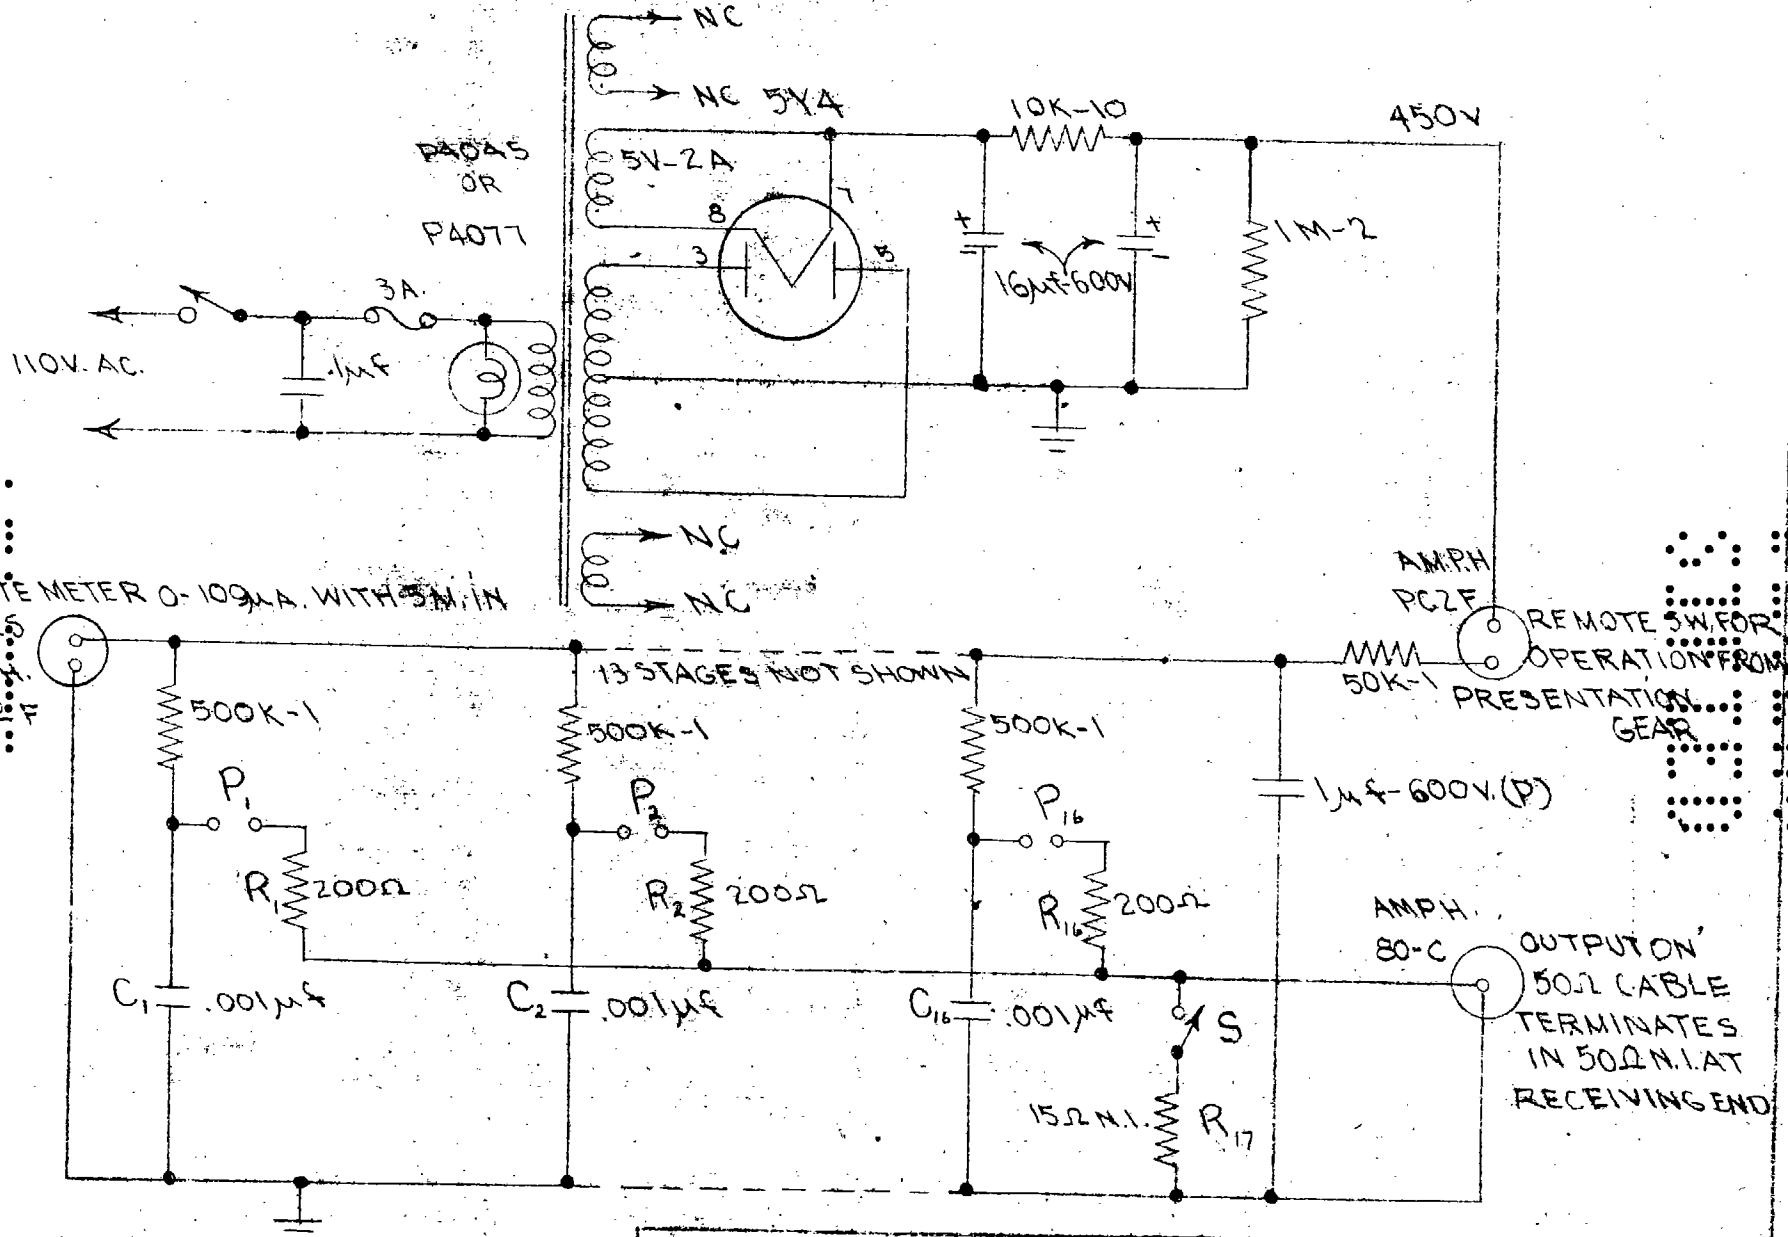 NC
NC 5Y4
10K-10
450V
P4045
OR
P4077
5V-2A
7
8
3
5
+
+
1M-2
16µf-600V
3A.
110V. AC.
.1µf
NC
NC
TE METER 0-100µA. WITH 5M. IN
AMPH
PC2F
REMOTE SW. FOR
OPERATION FROM
PRESENTATION
GEAR
13 STAGES NOT SHOWN
50K-1
500K-1
500K-1
500K-1
P1
P2
P16
1µf-600V.(P)
R1 200Ω
R2 200Ω
R16 200Ω
AMPH.
80-C
OUTPUT ON
50Ω CABLE
TERMINATES
IN 50Ω N.I. AT
RECEIVING END
C1 .001µf
C2 .001µf
C16 .001µf
S
15Ω N.I. R17